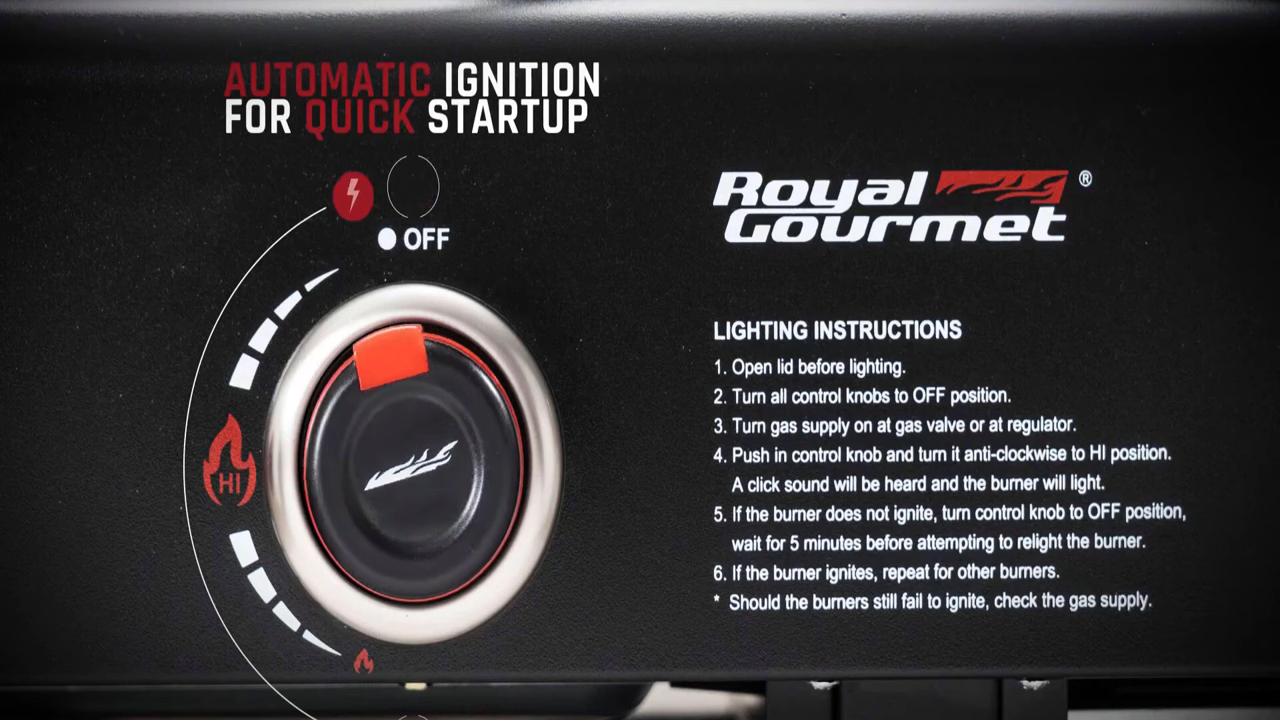 AUTOMATIC IGNITION
FOR QUICK STARTUP
OFF
HI
Royal
Gourmet ®
LIGHTING INSTRUCTIONS
1. Open lid before lighting.
2. Turn all control knobs to OFF position.
3. Turn gas supply on at gas valve or at regulator.
4. Push in control knob and turn it anti-clockwise to HI position.
A click sound will be heard and the burner will light.
5. If the burner does not ignite, turn control knob to OFF position,
wait for 5 minutes before attempting to relight the burner.
6. If the burner ignites, repeat for other burners.
* Should the burners still fail to ignite, check the gas supply.